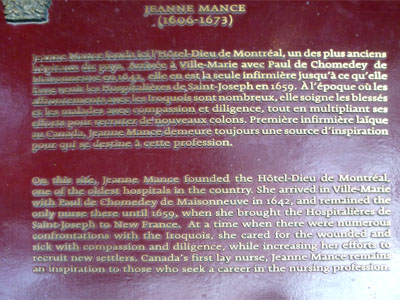 JEANNE MANCE
(1606-1673)
Jeanne Mance fonda ici l'Hôtel-Dieu de Montréal, un des plus anciens
hôpitaux du pays. Arrivée à Ville-Marie avec Paul de Chomedey de
Maisonneuve en 1642, elle en est la seule infirmière jusqu'à ce qu'elle
fasse venir les Hospitalières de Saint-Joseph en 1659. À l'époque où les
affrontements avec les Iroquois sont nombreux, elle soigne les blessés
et les malades avec compassion et diligence, tout en multipliant ses
efforts pour recruter de nouveaux colons. Première infirmière laïque
au Canada, Jeanne Mance demeure toujours une source d'inspiration
pour qui se destine à cette profession.
On this site, Jeanne Mance founded the Hôtel-Dieu de Montréal,
one of the oldest hospitals in the country. She arrived in Ville-Marie
with Paul de Chomedey de Maisonneuve in 1642, and remained the
only nurse there until 1659, when she brought the Hospitalières de
Saint-Joseph to New France. At a time when there were numerous
confrontations with the Iroquois, she cared for the wounded and
sick with compassion and diligence, while increasing her efforts to
recruit new settlers. Canada's first lay nurse, Jeanne Mance remain
an inspiration to those who seek a career in the nursing profession.